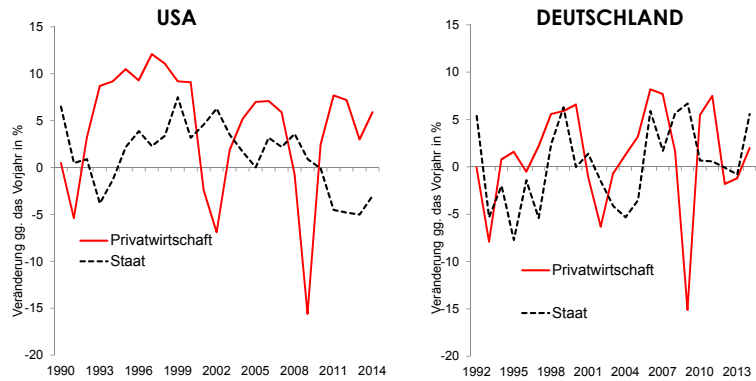 USA
Veränderung gg. das Vorjahr in %
15
10
5
0
-5
-10
-15
-20
Privatwirtschaft
Staat
1990 1993 1996 1999 2002 2005 2008 2011 2014
DEUTSCHLAND
Veränderung gg. das Vorjahr in %
15
10
5
0
-5
-10
-15
-20
Privatwirtschaft
Staat
1992 1995 1998 2001 2004 2007 2010 2013